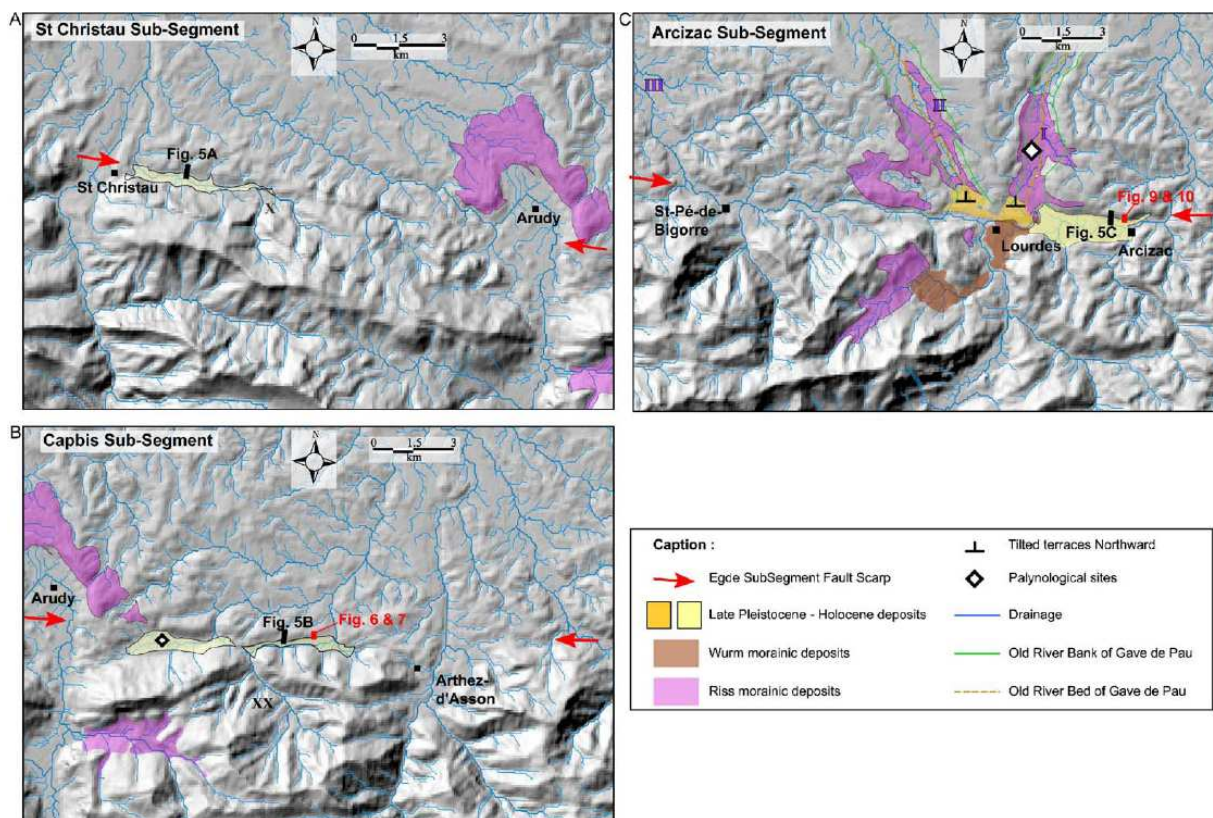 A
St Christau Sub-Segment
N
0 1,5 3
km
Fig. 5A
St Christau
X
Arudy
B
Capbis Sub-Segment
N
0 1,5 3
km
Arudy
Fig. 5B
Fig. 6 & 7
Arthez-
d'Asson
XX
C
Arcizac Sub-Segment
N
0 1.5 3
km
III
II
I
St-Pé-de-
Bigorre
Fig. 9 & 10
Fig. 5C
Lourdes
Arcizac
Caption :
Egde SubSegment Fault Scarp
Late Pleistocene - Holocene deposits
Wurm morainic deposits
Riss morainic deposits
Tilted terraces Northward
Palynological sites
Drainage
Old River Bank of Gave de Pau
Old River Bed of Gave de Pau